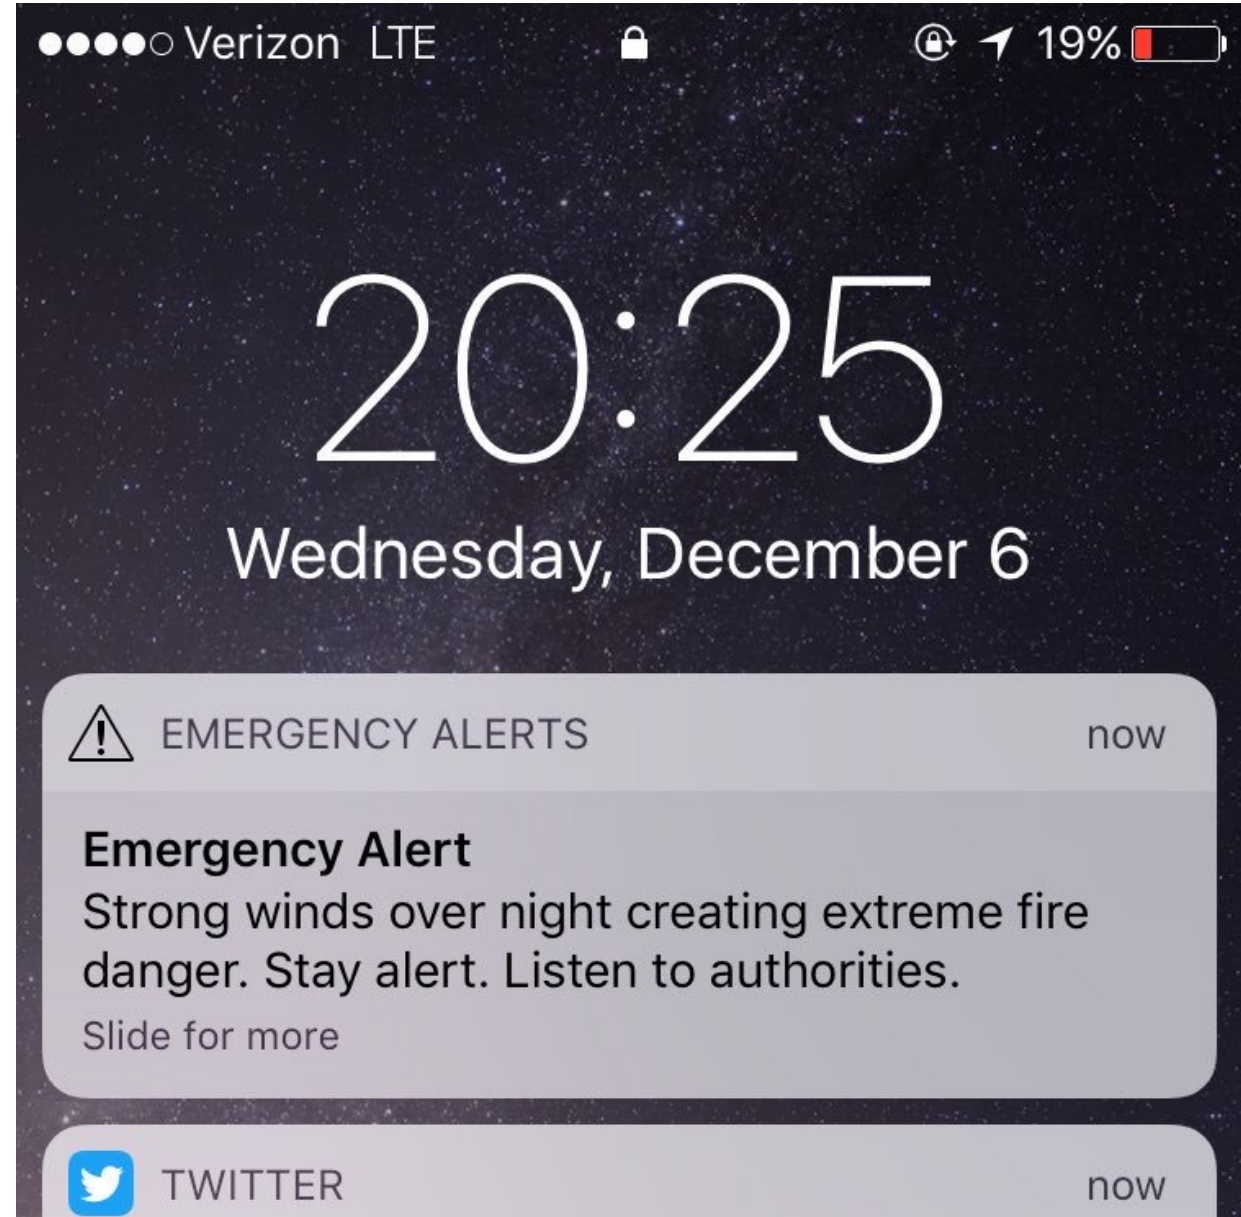 Verizon LTE 19%
20:25
Wednesday, December 6
EMERGENCY ALERTS now
Emergency Alert
Strong winds over night creating extreme fire
danger. Stay alert. Listen to authorities.
Slide for more
TWITTER now